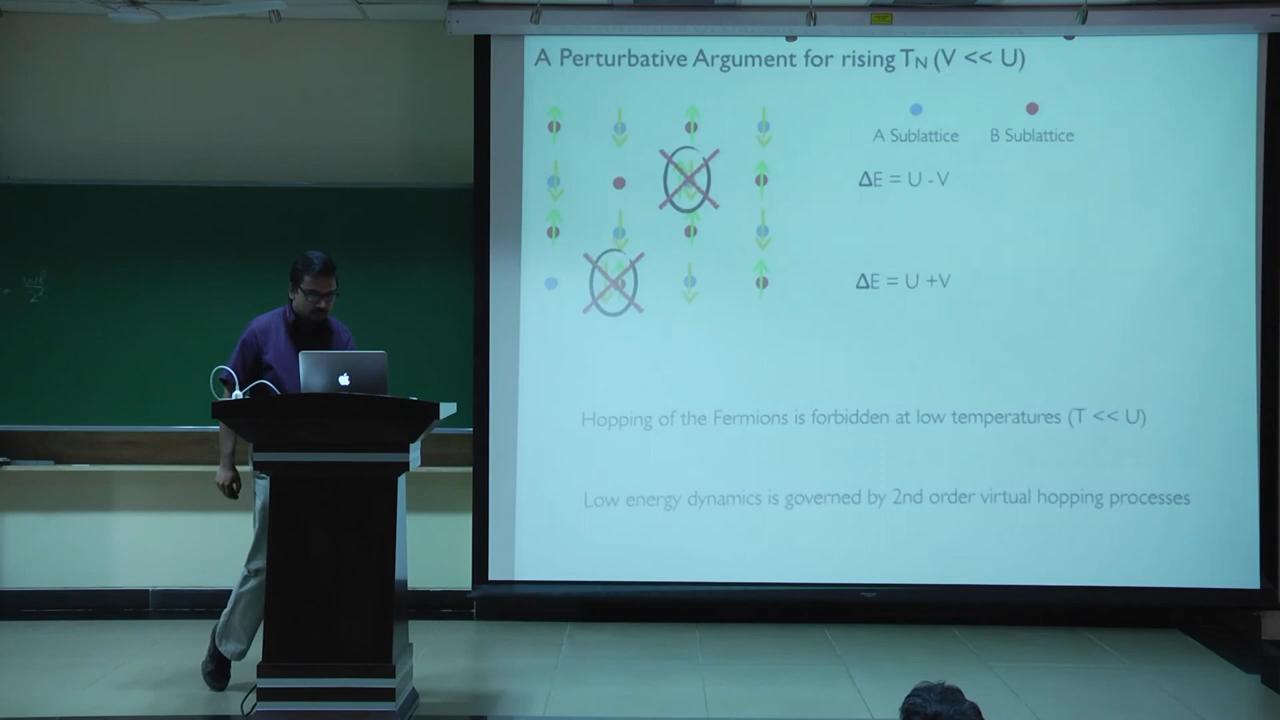 A Perturbative Argument for rising TN (V << U)
A Sublattice B Sublattice
ΔE = U - V
ΔE = U +V
Hopping of the Fermions is forbidden at low temperatures (T << U)
Low energy dynamics is governed by 2nd order virtual hopping processes